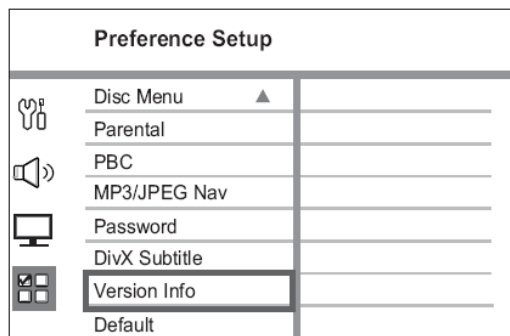 Preference Setup
Disc Menu
Parental
PBC
MP3/JPEG Nav
Password
DivX Subtitle
Version Info
Default